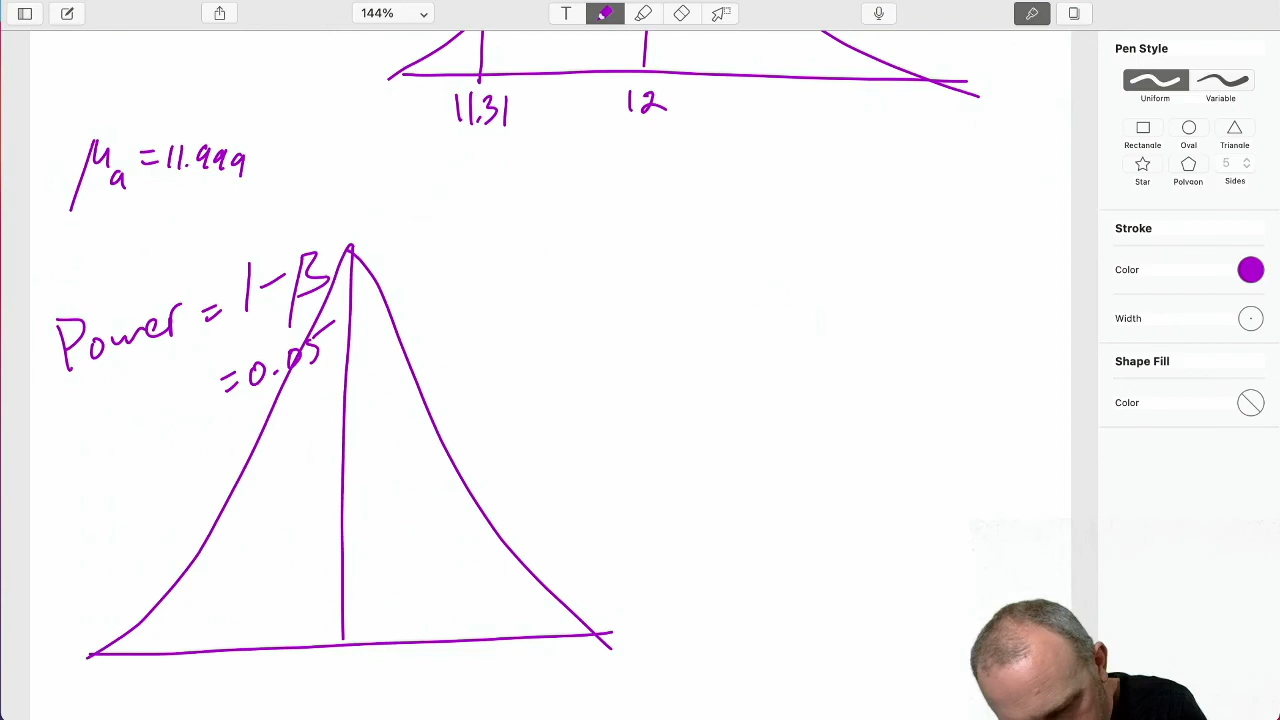 144%
T
Pen Style
Uniform Variable
Rectangle Oval Triangle
5
Star Polygon Sides
Stroke
Color
Width
Shape Fill
Color
11.31 12
μa = 11.999
Power = 1 - β
= 0.05